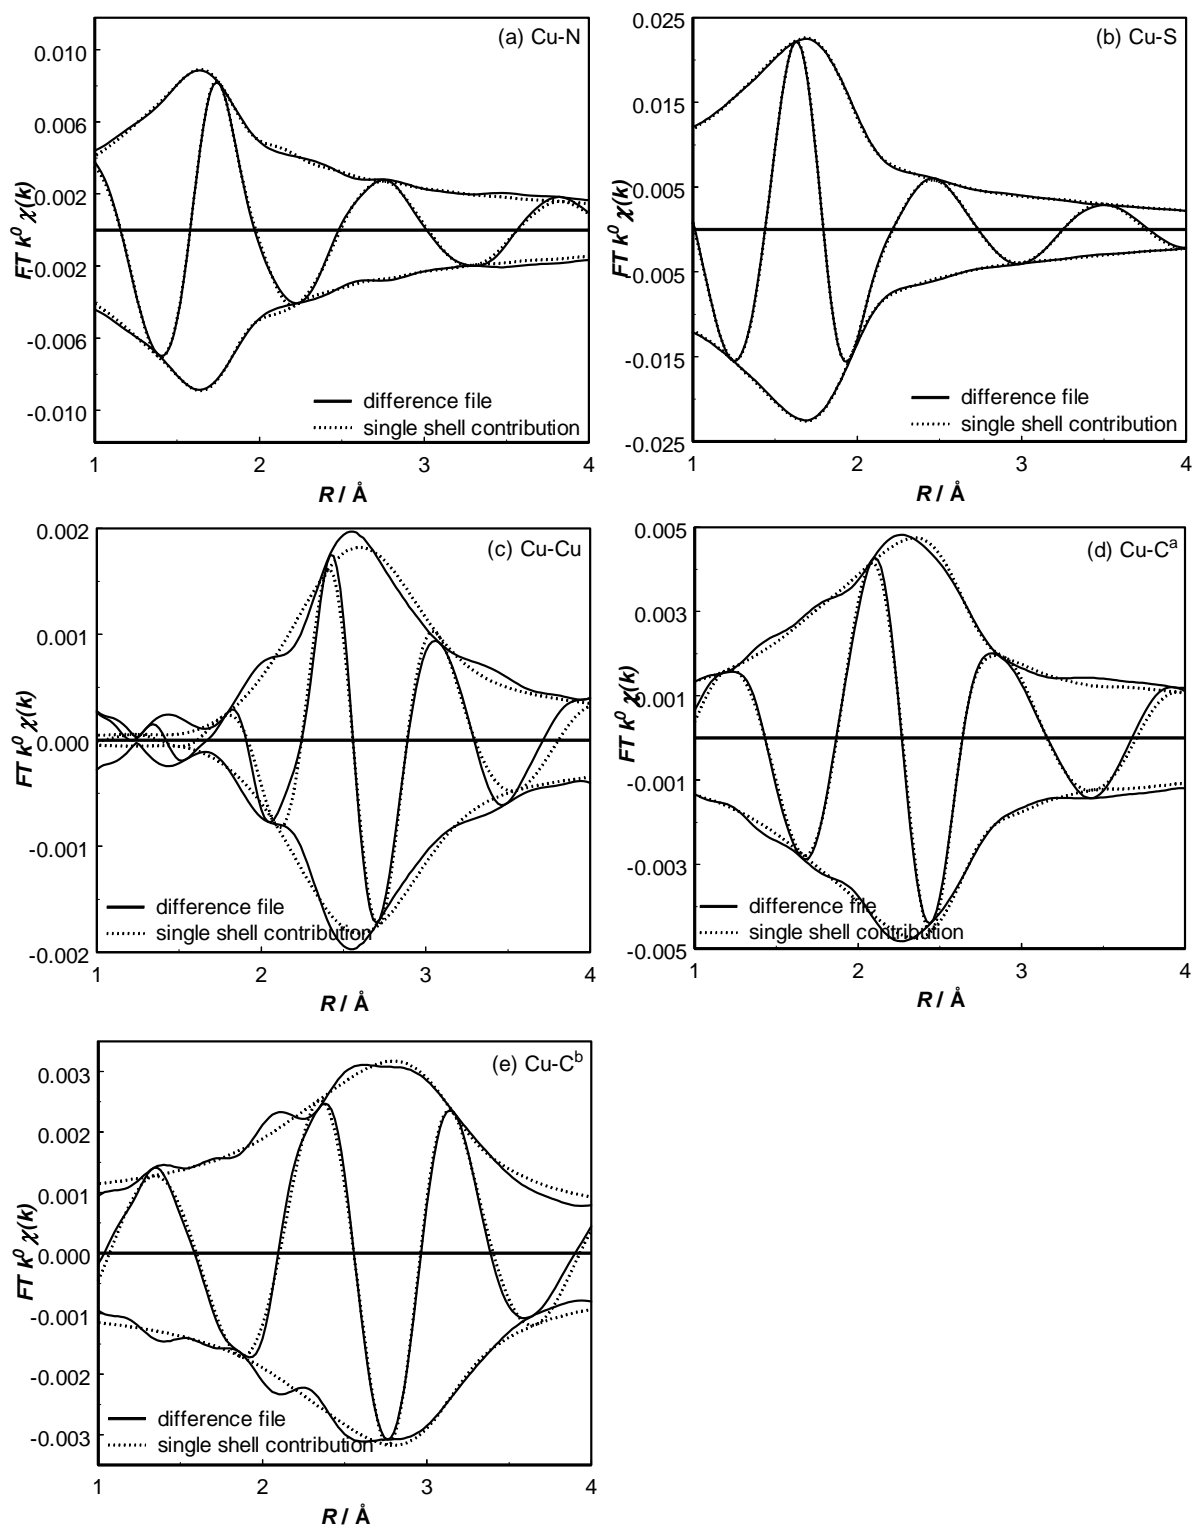 (a) Cu-N
0.010
0.006
0.002
-0.002
-0.006
-0.010
FT k⁰ χ(k)
difference file
single shell contribution
1 2 3 4
R / Å
(b) Cu-S
0.025
0.015
0.005
-0.005
-0.015
-0.025
FT k⁰ χ(k)
difference file
single shell contribution
1 2 3 4
R / Å
(c) Cu-Cu
0.002
0.001
0.000
-0.001
-0.002
FT k⁰ χ(k)
difference file
single shell contribution
1 2 3 4
R / Å
(d) Cu-Cᵃ
0.005
0.003
0.001
-0.001
-0.003
-0.005
FT k⁰ χ(k)
difference file
single shell contribution
1 2 3 4
R / Å
(e) Cu-Cᵇ
0.003
0.002
0.001
0.000
-0.001
-0.002
-0.003
FT k⁰ χ(k)
difference file
single shell contribution
1 2 3 4
R / Å